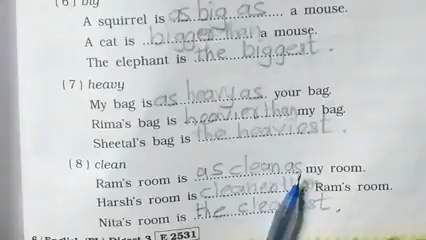 (6) big
A squirrel is as big as a mouse.
A cat is bigger than a mouse.
The elephant is the biggest.
(7) heavy
My bag is as heavy as your bag.
Rima's bag is heavier than my bag.
Sheetal's bag is the heaviest.
(8) clean
Ram's room is as clean as my room.
Harsh's room is cleaner than Ram's room.
Nita's room is the cleanest.
Digest 3 F 2531